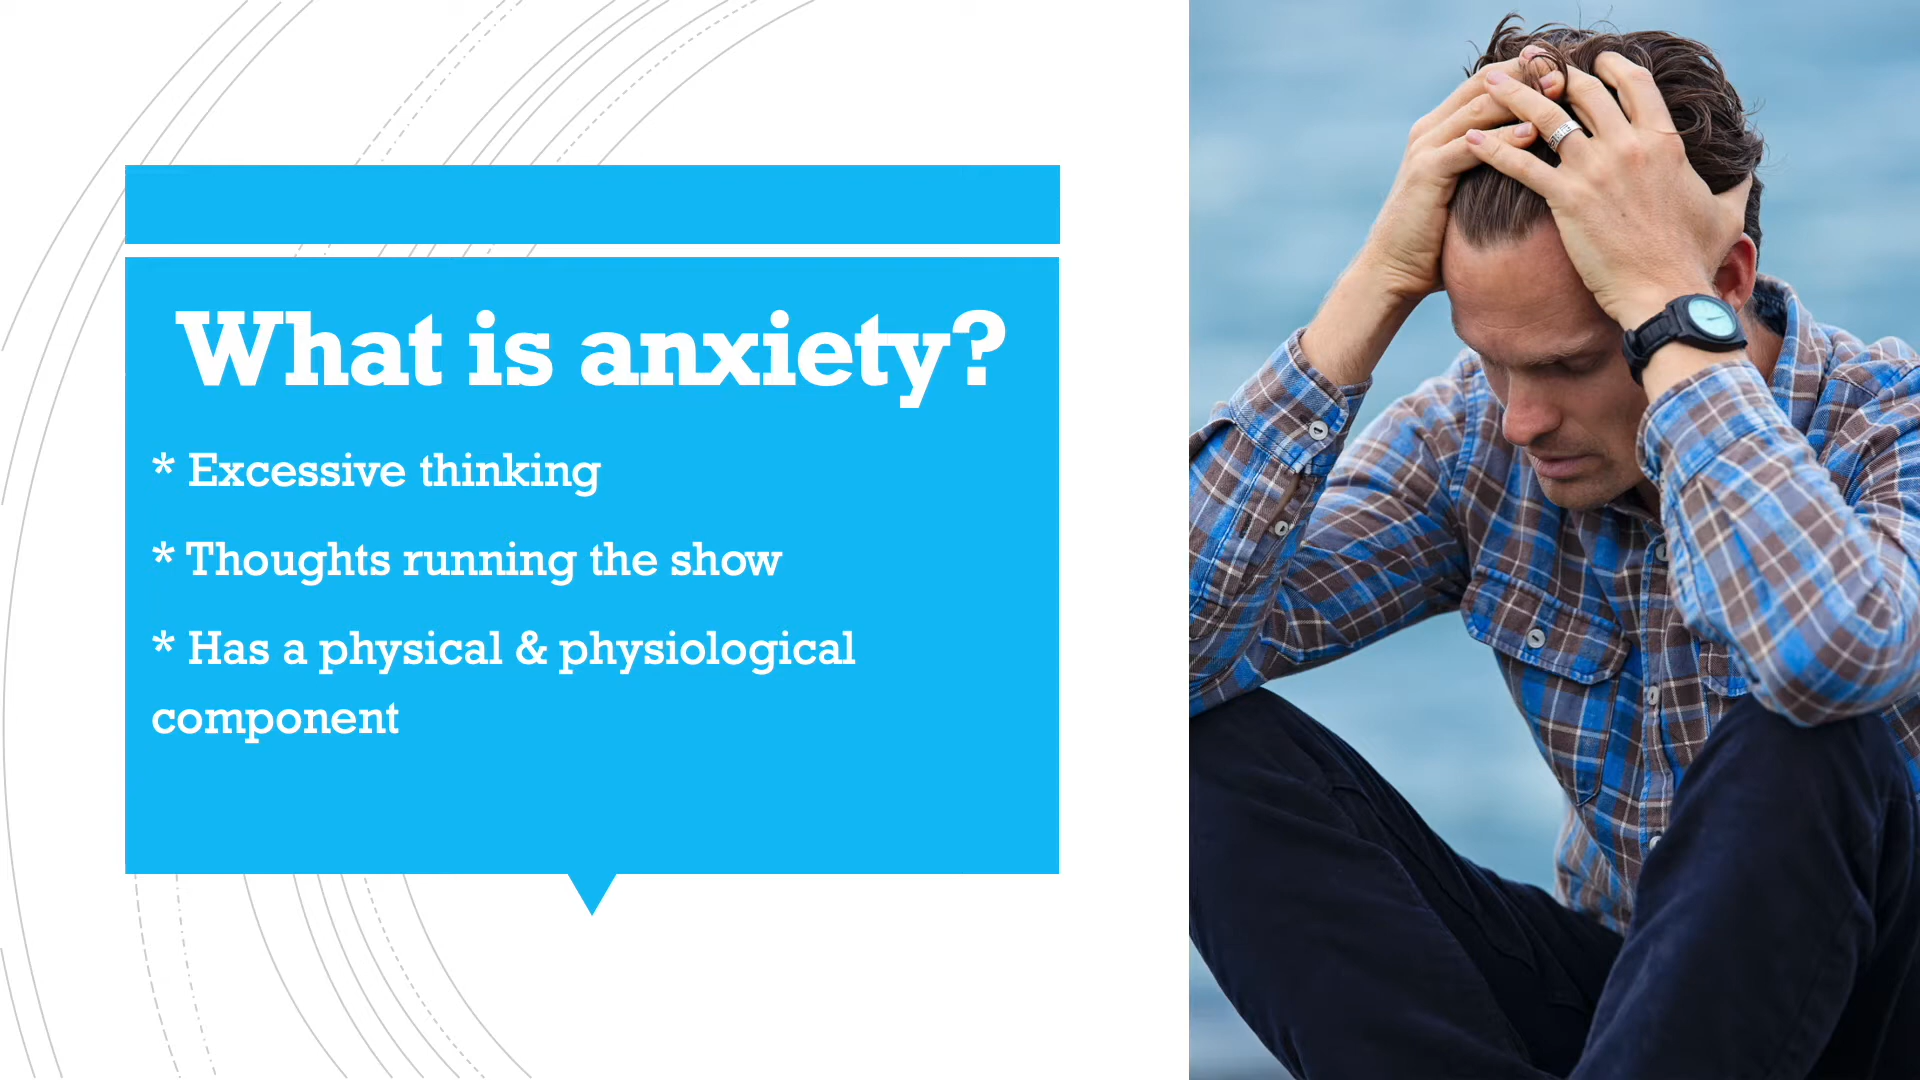 What is anxiety?
* Excessive thinking
* Thoughts running the show
* Has a physical & physiological
component